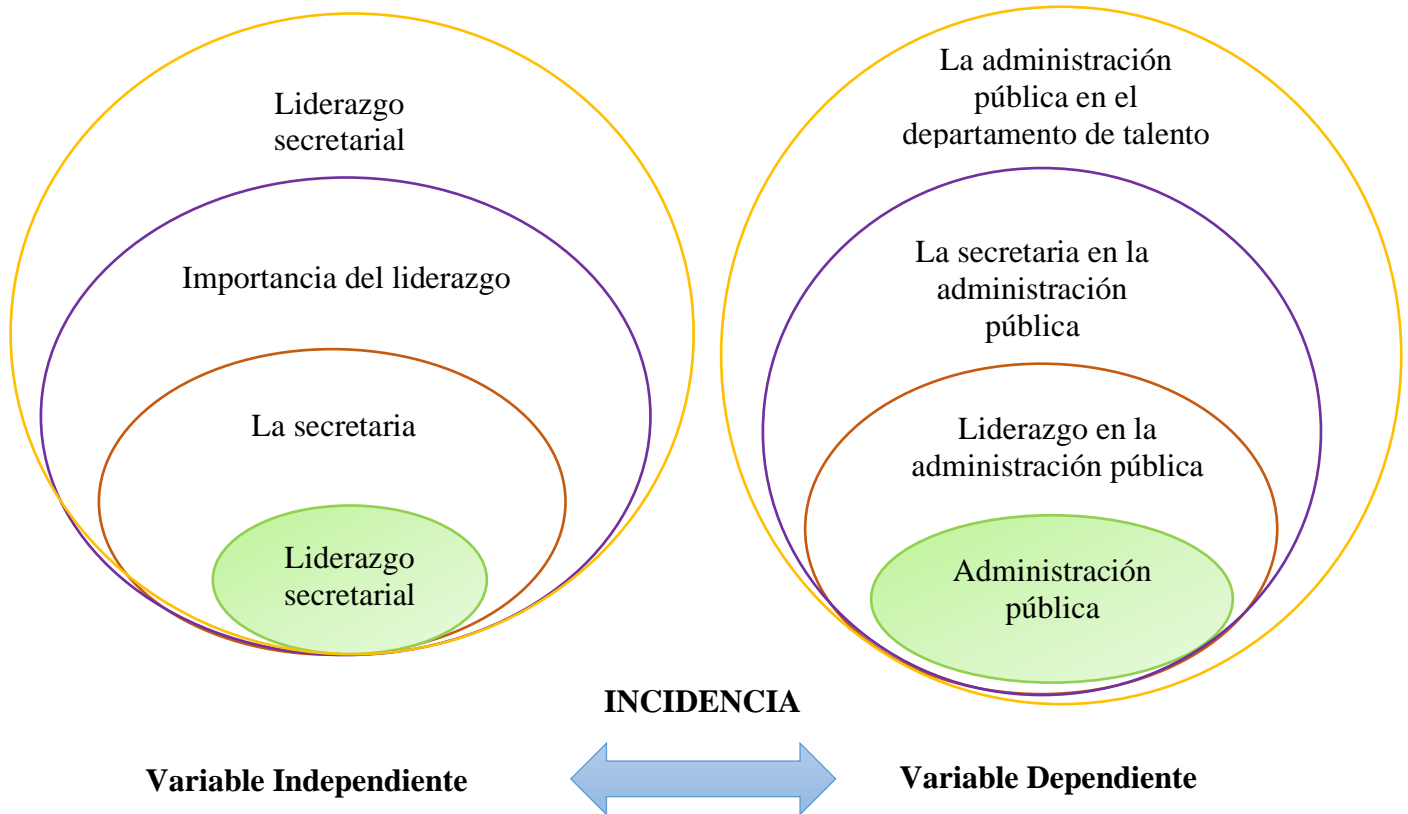 Liderazgo
secretarial
Importancia del liderazgo
La secretaria
Liderazgo
secretarial
La administración
pública en el
departamento de talento
La secretaria en la
administración
pública
Liderazgo en la
administración pública
Administración
pública
INCIDENCIA
Variable Independiente
Variable Dependiente